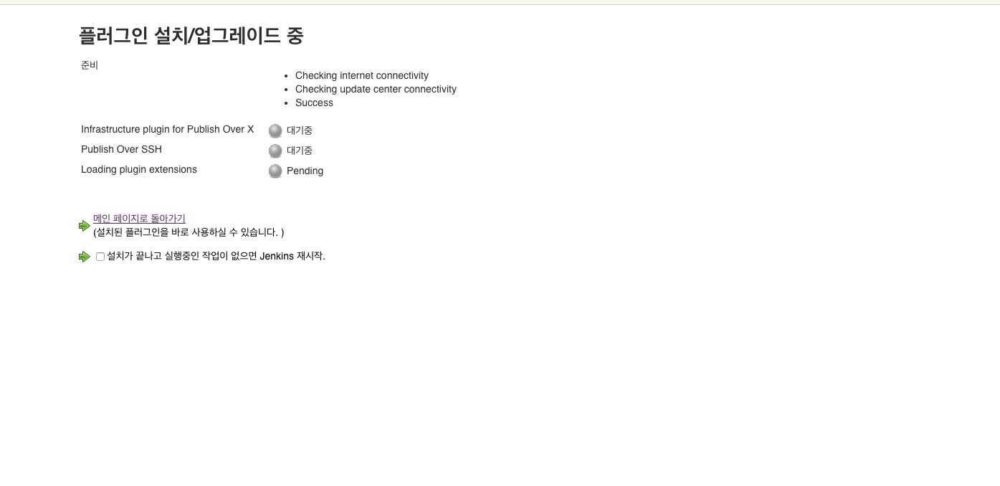 플러그인 설치/업그레이드 중
준비
• Checking internet connectivity
• Checking update center connectivity
• Success
Infrastructure plugin for Publish Over X 대기중
Publish Over SSH 대기중
Loading plugin extensions Pending
메인 페이지로 돌아가기
(설치된 플러그인을 바로 사용하실 수 있습니다. )
설치가 끝나고 실행중인 작업이 없으면 Jenkins 재시작.